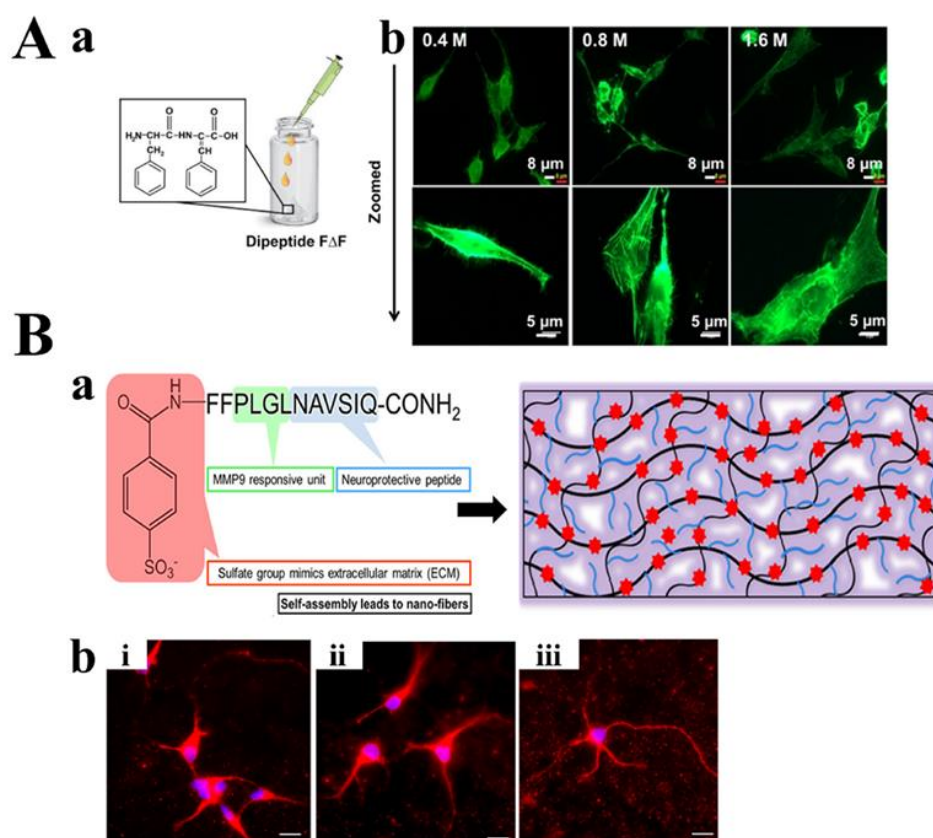 A
a
H₂N-CH-C-HN-C-C-OH
O
O
CH₂
CH
Dipeptide FΔF
b
0.4 M
0.8 M
1.6 M
8 µm
8 µm
8 µm
Zoomed
5 µm
5 µm
5 µm
B
a
O
H
N
FFPLGLNAVSIQ-CONH₂
MMP9 responsive unit
Neuroprotective peptide
SO₃⁻
Sulfate group mimics extracellular matrix (ECM)
Self-assembly leads to nano-fibers
b
i
ii
iii